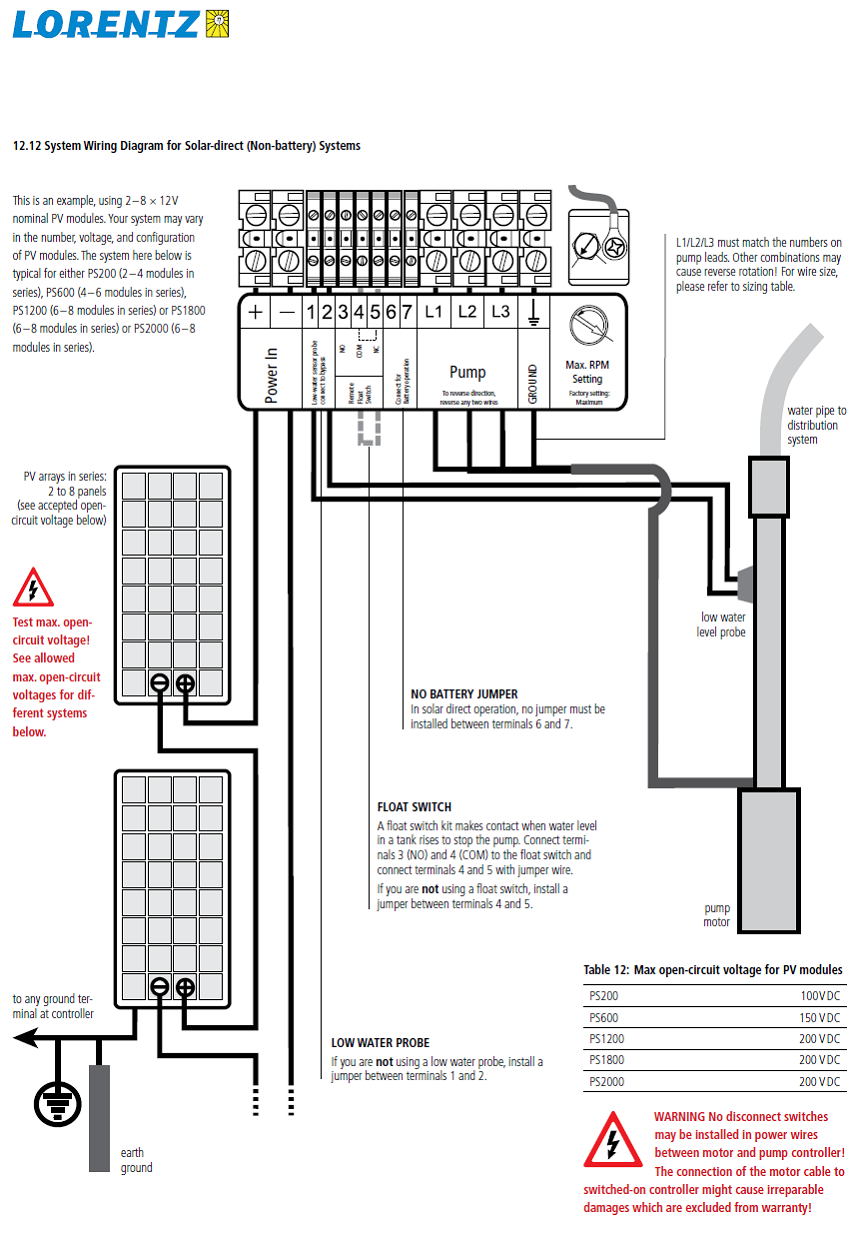 LORENTZ
12.12 System Wiring Diagram for Solar-direct (Non-battery) Systems
This is an example, using 2–8 × 12V
nominal PV modules. Your system may vary
in the number, voltage, and configuration
of PV modules. The system here below is
typical for either PS200 (2–4 modules in
series), PS600 (4–6 modules in series),
PS1200 (6–8 modules in series) or PS1800
(6–8 modules in series) or PS2000 (6–8
modules in series).
L1/L2/L3 must match the numbers on
pump leads. Other combinations may
cause reverse rotation! For wire size,
please refer to sizing table.
+ − 1 2 3 4 5 6 7 L1 L2 L3
Power In
Low-water sensor probe
connect to bypass
NO
COM
NC
Remote
Float
Switch
Connect for
Battery operation
Pump
To reverse direction,
reverse any two wires
GROUND
Max. RPM
Setting
Factory setting:
Maximum
water pipe to
distribution
system
PV arrays in series:
2 to 8 panels
(see accepted open-
circuit voltage below)
Test max. open-
circuit voltage!
See allowed
max. open-circuit
voltages for dif-
ferent systems
below.
low water
level probe
NO BATTERY JUMPER
In solar direct operation, no jumper must be
installed between terminals 6 and 7.
FLOAT SWITCH
A float switch kit makes contact when water level
in a tank rises to stop the pump. Connect termi-
nals 3 (NO) and 4 (COM) to the float switch and
connect terminals 4 and 5 with jumper wire.
If you are not using a float switch, install a
jumper between terminals 4 and 5.
pump
motor
to any ground ter-
minal at controller
LOW WATER PROBE
If you are not using a low water probe, install a
jumper between terminals 1 and 2.
earth
ground
Table 12: Max open-circuit voltage for PV modules
PS200 100V DC
PS600 150 V DC
PS1200 200 V DC
PS1800 200 V DC
PS2000 200 V DC
WARNING No disconnect switches
may be installed in power wires
between motor and pump controller!
The connection of the motor cable to
switched-on controller might cause irreparable
damages which are excluded from warranty!